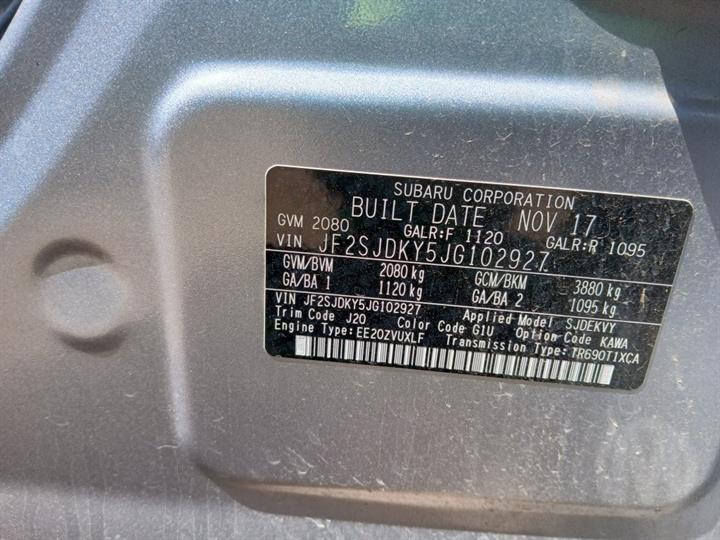 SUBARU CORPORATION
BUILT DATE NOV 17
GVM 2080 GALR:F 1120 GALR:R 1095
VIN JF2SJDKY5JG102927
GVM/BVM 2080 kg GCM/BKM 3880 kg
GA/BA 1 1120 kg GA/BA 2 1095 kg
VIN JF2SJDKY5JG102927 Applied Model SJDEKVY
Trim Code J20 Color Code G1U Option Code KAWA
Engine Type:EE20ZVUXLF Transmission Type:TR690T1XCA